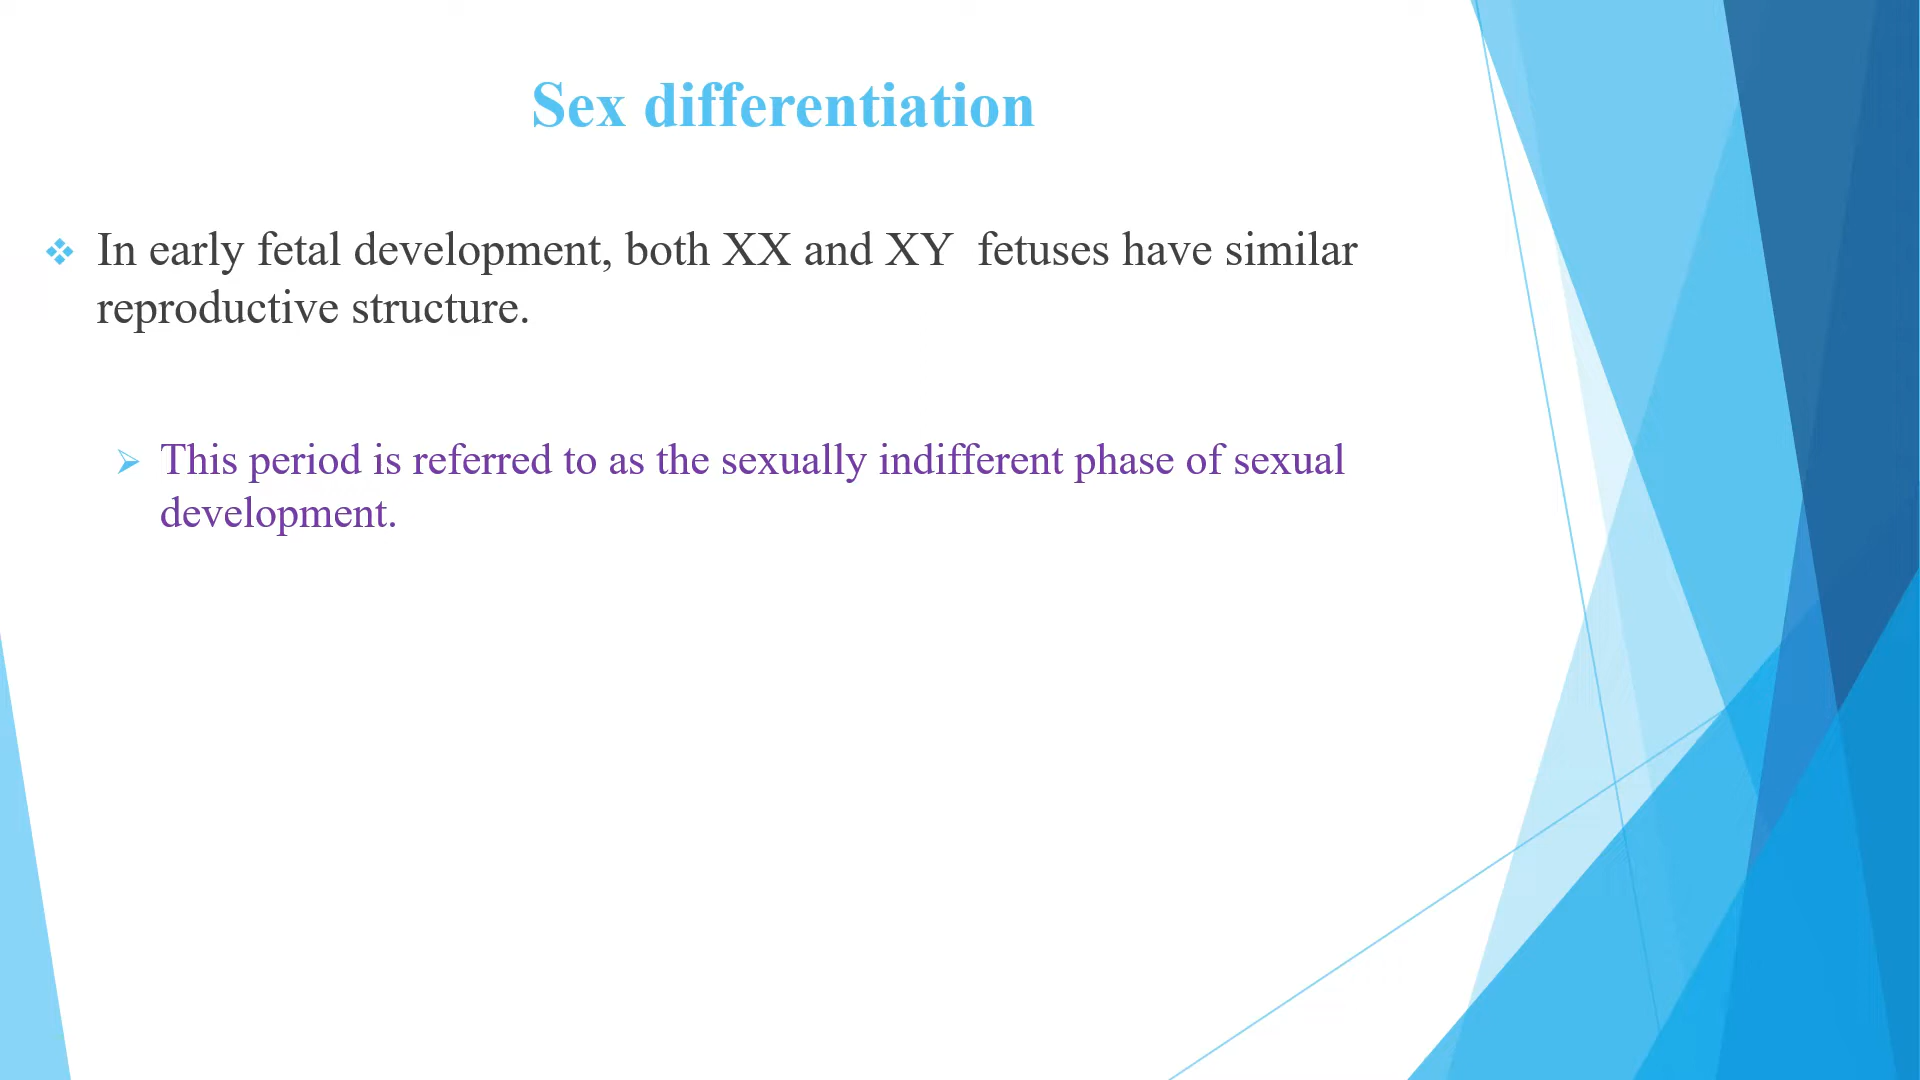 Sex differentiation
In early fetal development, both XX and XY  fetuses have similar
reproductive structure.
This period is referred to as the sexually indifferent phase of sexual
development.